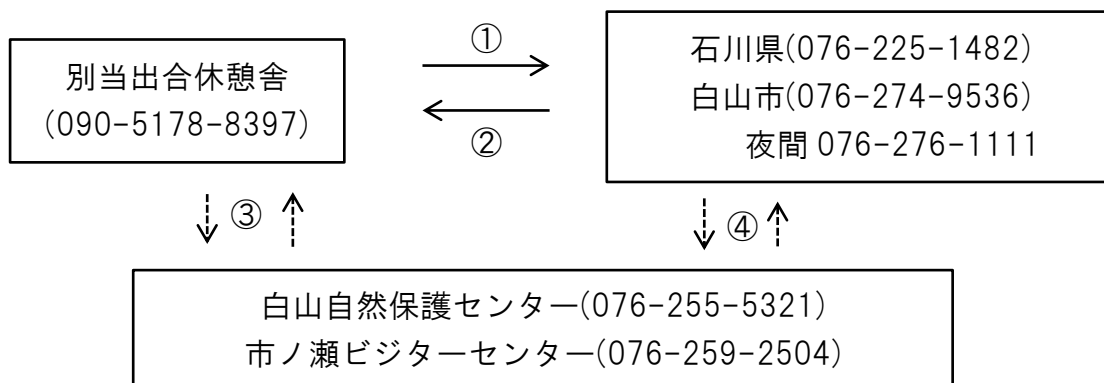 ①
別当出合休憩舎
(090-5178-8397)
②
石川県(076-225-1482)
白山市(076-274-9536)
夜間 076-276-1111
③
④
白山自然保護センター(076-255-5321)
市ノ瀬ビジターセンター(076-259-2504)